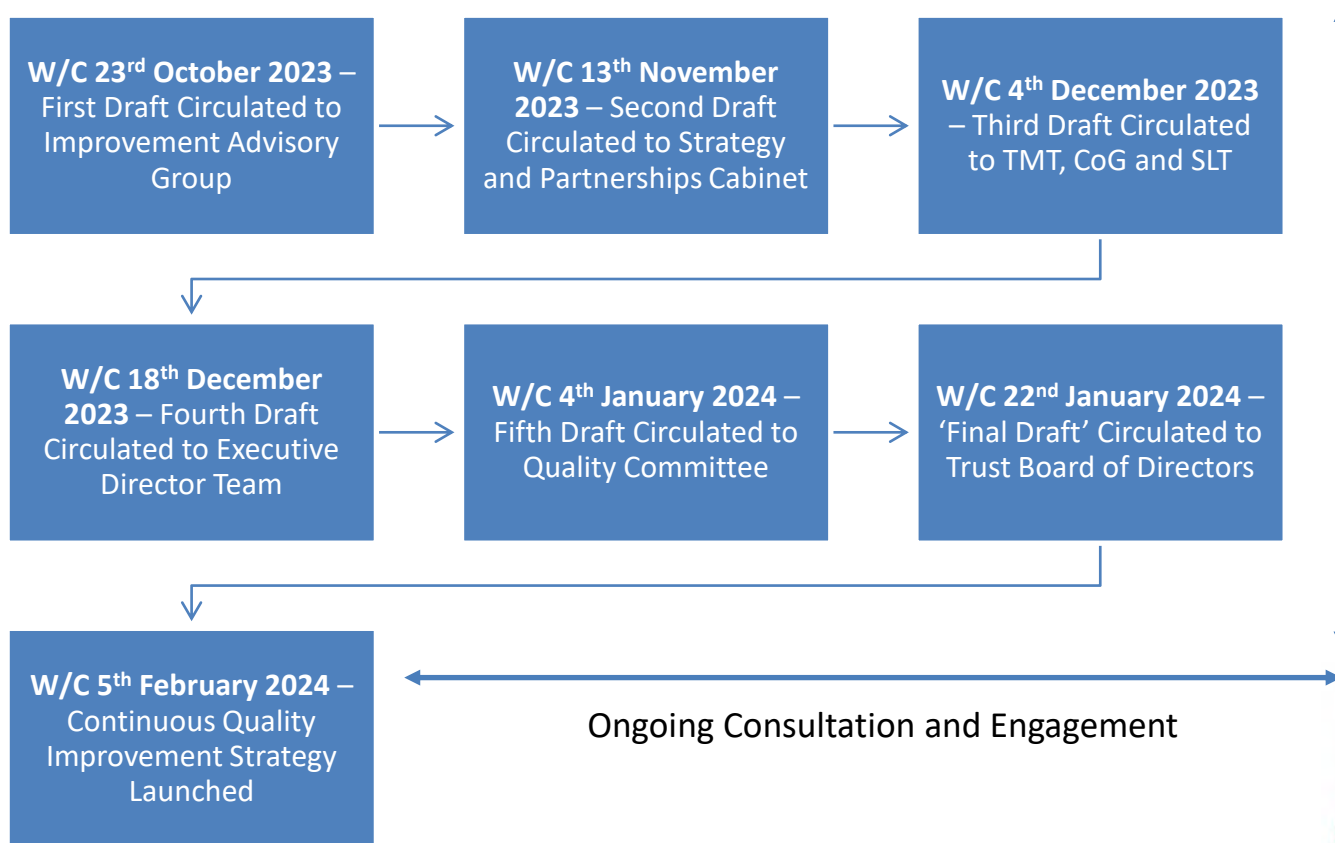 W/C 23rd October 2023 –
First Draft Circulated to
Improvement Advisory
Group
W/C 13th November
2023 – Second Draft
Circulated to Strategy
and Partnerships Cabinet
W/C 4th December 2023
– Third Draft Circulated
to TMT, CoG and SLT
W/C 18th December
2023 – Fourth Draft
Circulated to Executive
Director Team
W/C 4th January 2024 –
Fifth Draft Circulated to
Quality Committee
W/C 22nd January 2024 –
‘Final Draft’ Circulated to
Trust Board of Directors
W/C 5th February 2024 –
Continuous Quality
Improvement Strategy
Launched
Ongoing Consultation and Engagement